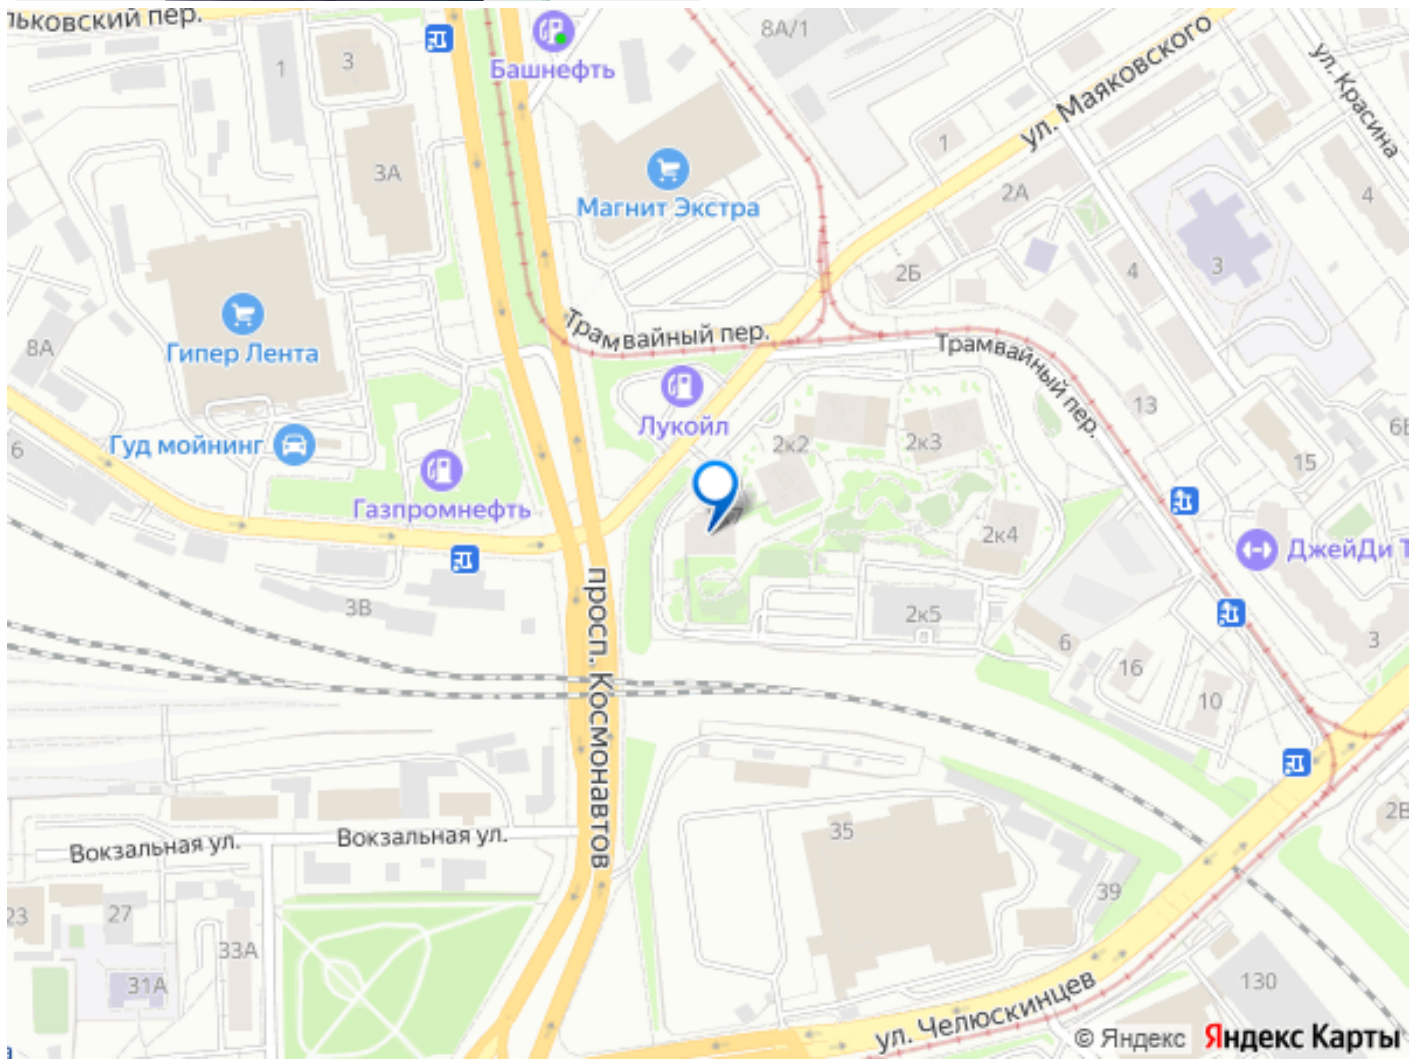 ьковский пер.
8А/1
Башнефть
1
3
ул. Маяковского
ул. Красина
3А
1
Магнит Экстра
2А
4
3
2Б
4
Гипер Лента
8А
Трамвайный пер.
Трамвайный пер.
Лукойл
13
Гуд мойнинг
2к2
2к3
6
15
Газпромнефть
2к4
ДжейДи Т
просп. Космонавтов
3В
2к5
6
16
3
10
35
2В
Вокзальная ул.
Вокзальная ул.
39
23
27
33А
31А
130
ул. Челюскинцев
© Яндекс Яндекс Карты